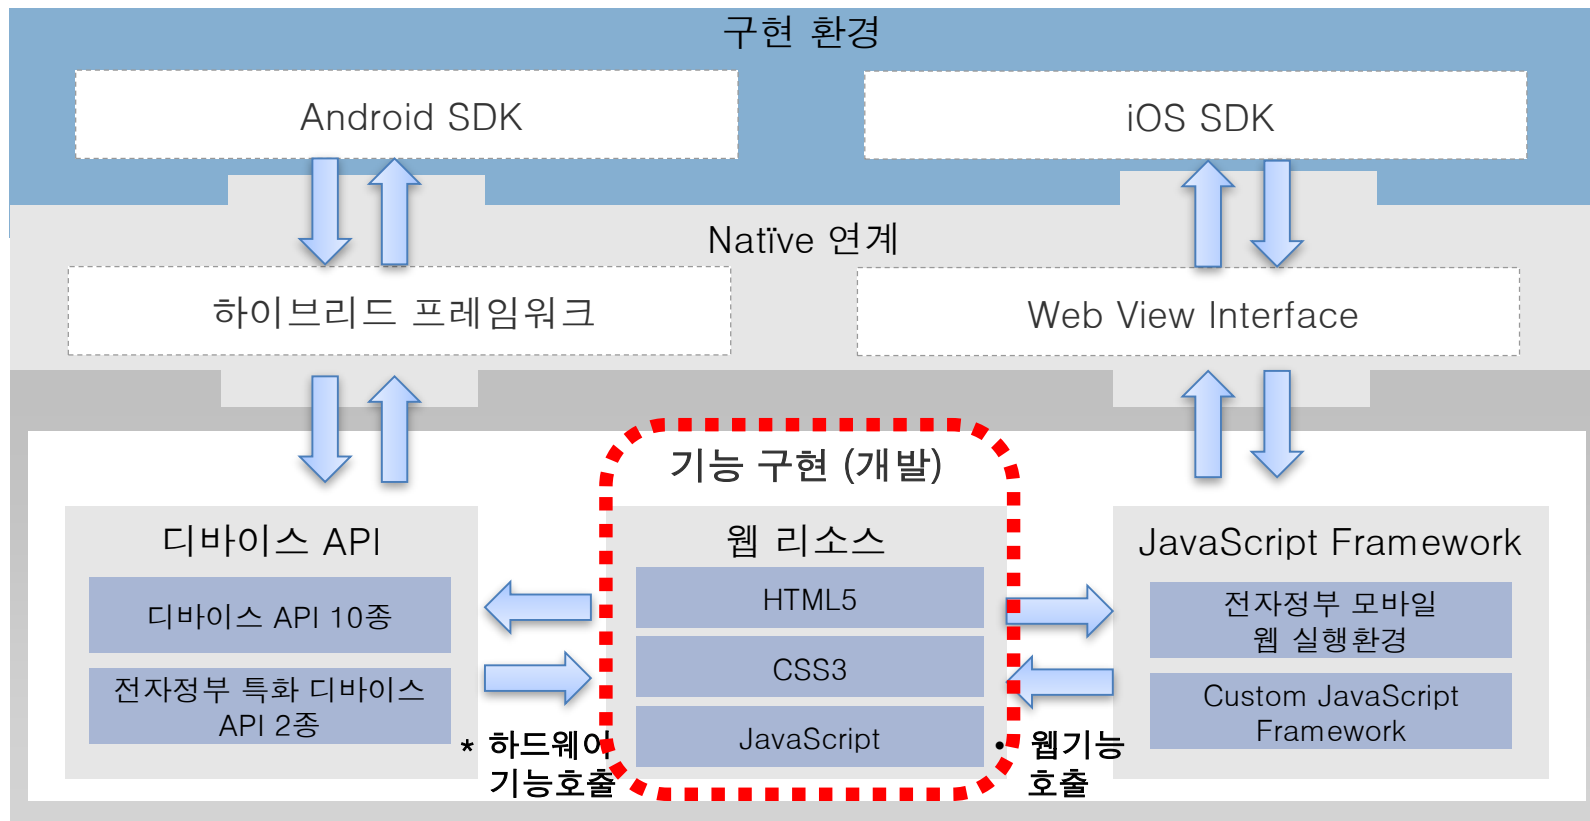 구현 환경
Android SDK
iOS SDK
Natïve 연계
하이브리드 프레임워크
Web View Interface
기능 구현 (개발)
디바이스 API
디바이스 API 10종
전자정부 특화 디바이스
API 2종
* 하드웨어
기능호출
웹 리소스
HTML5
CSS3
JavaScript
• 웹기능
호출
JavaScript Framework
전자정부 모바일
웹 실행환경
Custom JavaScript
Framework